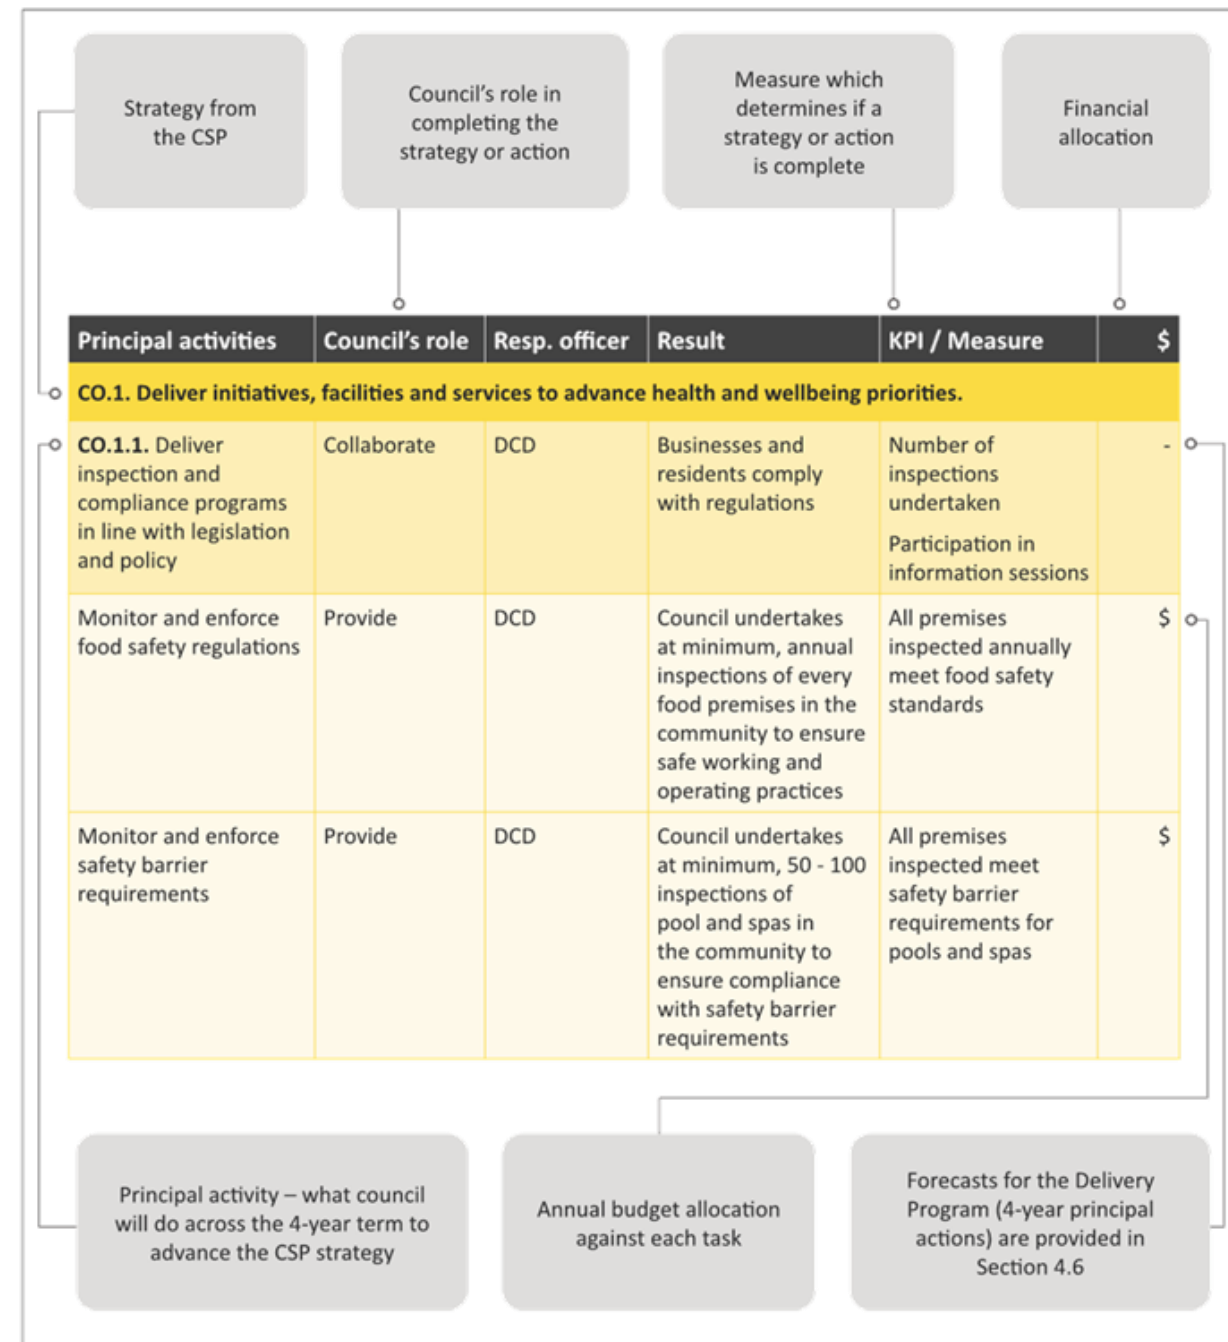 Strategy from
the CSP
Council's role in
completing the
strategy or action
Measure which
determines if a
strategy or action
is complete
Financial
allocation
Principal activities
Council's role
Resp. officer
Result
KPI / Measure
$
CO.1. Deliver initiatives, facilities and services to advance health and wellbeing priorities.
CO.1.1. Deliver
inspection and
compliance programs
in line with legislation
and policy
Collaborate
DCD
Businesses and
residents comply
with regulations
Number of
inspections
undertaken
Participation in
information sessions
-
Monitor and enforce
food safety regulations
Provide
DCD
Council undertakes
at minimum, annual
inspections of every
food premises in the
community to ensure
safe working and
operating practices
All premises
inspected annually
meet food safety
standards
$
Monitor and enforce
safety barrier
requirements
Provide
DCD
Council undertakes
at minimum, 50 - 100
inspections of
pool and spas in
the community to
ensure compliance
with safety barrier
requirements
All premises
inspected meet
safety barrier
requirements for
pools and spas
$
Principal activity – what council
will do across the 4-year term to
advance the CSP strategy
Annual budget allocation
against each task
Forecasts for the Delivery
Program (4-year principal
actions) are provided in
Section 4.6